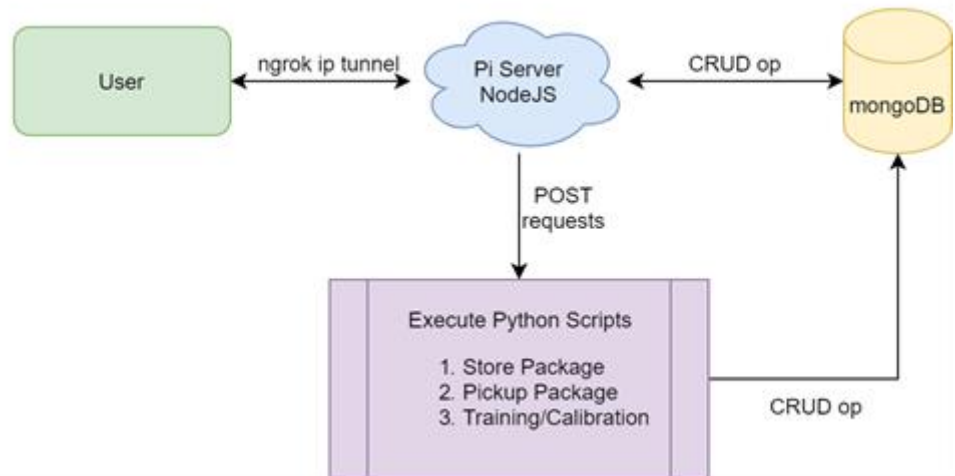 User
ngrok ip tunnel
Pi Server
NodeJS
CRUD op
mongoDB
POST
requests
Execute Python Scripts
1. Store Package
2. Pickup Package
3. Training/Calibration
CRUD op